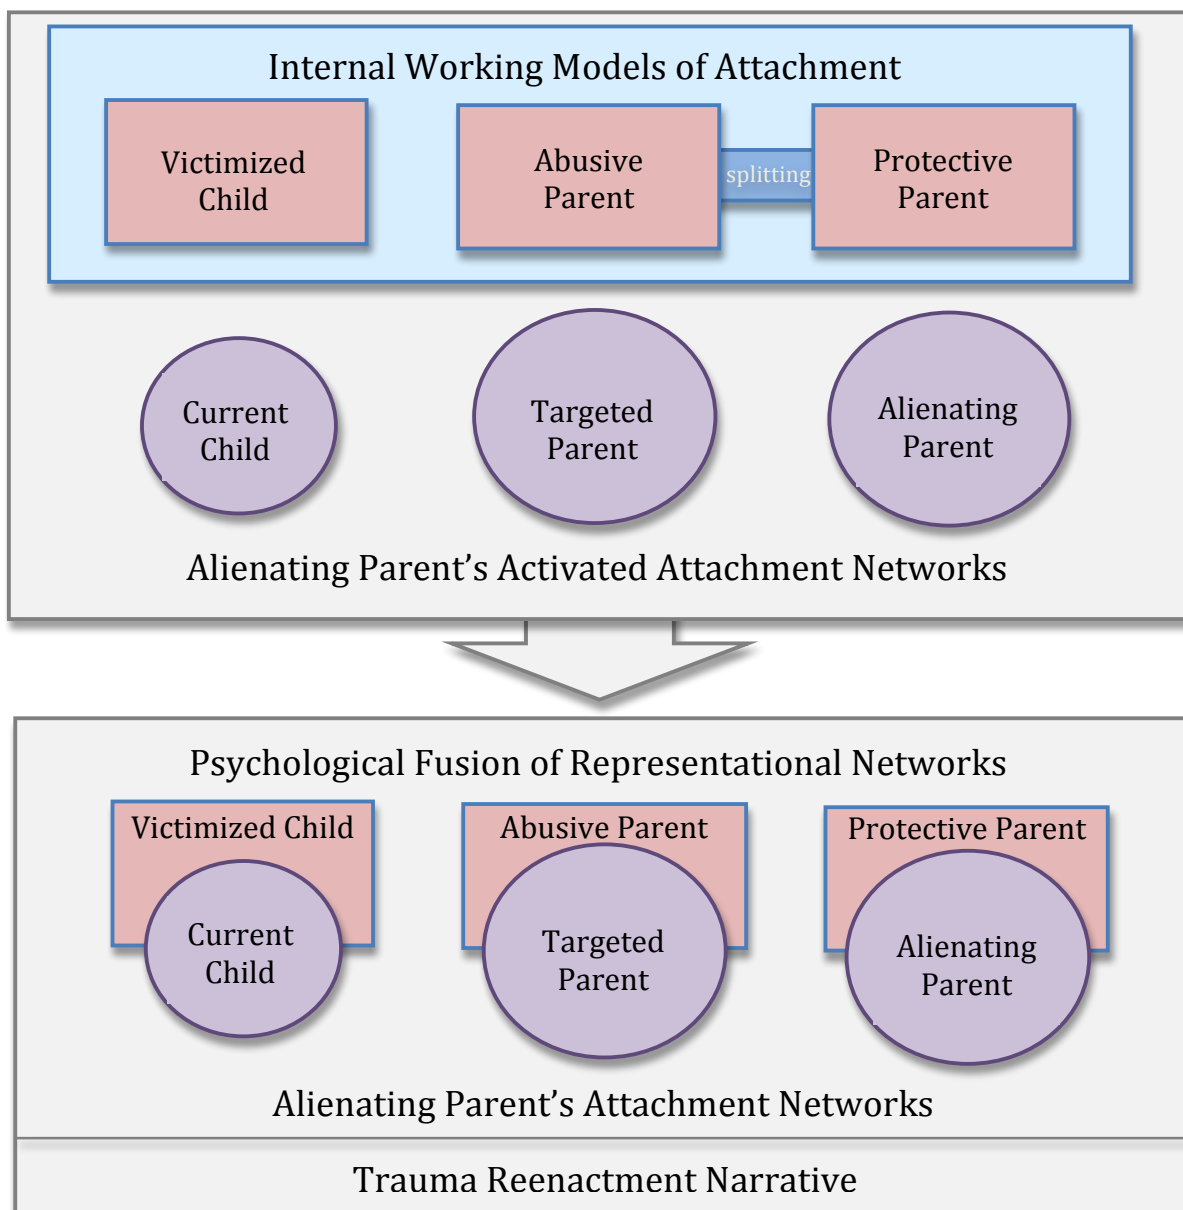 Internal Working Models of Attachment
Victimized
Child
Abusive
Parent
splitting
Protective
Parent
Current
Child
Targeted
Parent
Alienating
Parent
Alienating Parent’s Activated Attachment Networks
Psychological Fusion of Representational Networks
Victimized Child
Current
Child
Abusive Parent
Targeted
Parent
Protective Parent
Alienating
Parent
Alienating Parent’s Attachment Networks
Trauma Reenactment Narrative